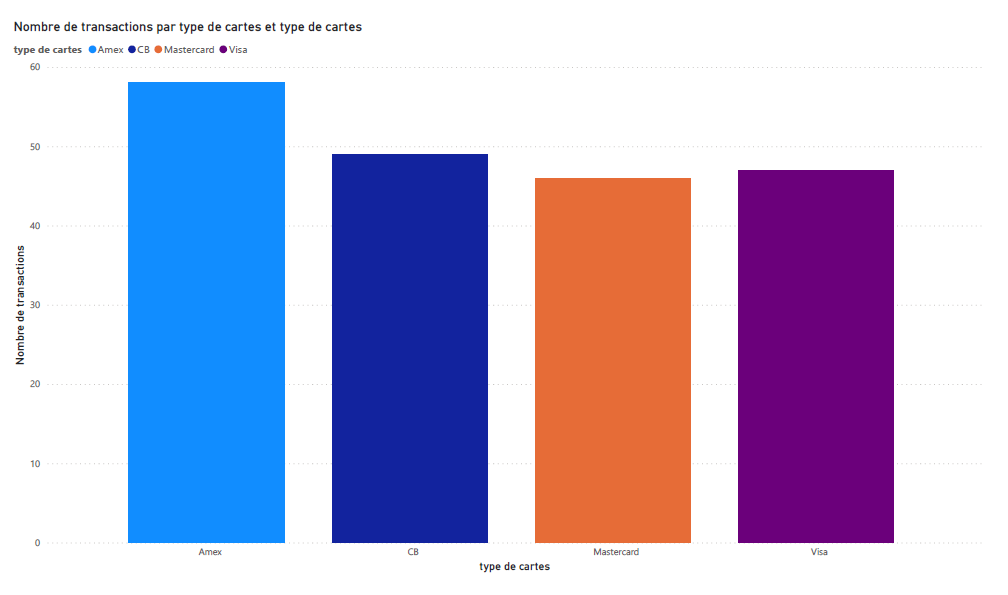 Nombre de transactions par type de cartes et type de cartes
type de cartes Amex CB Mastercard Visa
60
50
40
30
20
10
0
Nombre de transactions
Amex CB Mastercard Visa
type de cartes